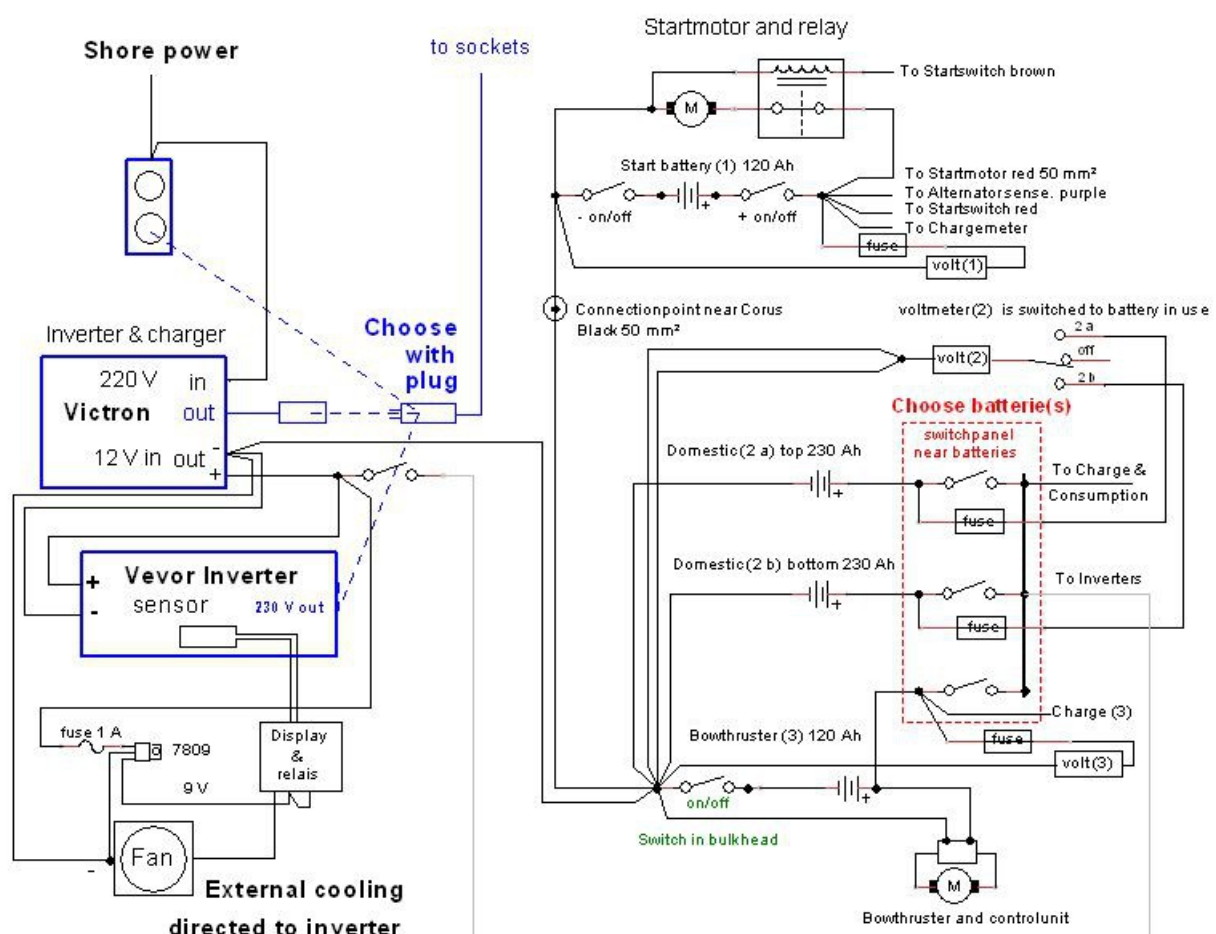 Startmotor and relay
Shore power
to sockets
To Startswitch brown
M
Start battery (1) 120 Ah
+
- on/off
+ on/off
To Startmotor red 50 mm²
To Alternatorsense. purple
To Startswitch red
To Chargemeter
fuse
volt(1)
Connectionpoint near Corus
Black 50 mm²
voltmeter(2) is switched to battery in use
2 a
off
2 b
volt(2)
Inverter & charger
Choose
with
plug
220 V in
Victron out
12 V in out -
+
Choose batterie(s)
switchpanel
near batteries
Domestic(2 a) top 230 Ah
+
To Charge &
Consumption
fuse
Domestic(2 b) bottom 230 Ah
+
To Inverters
fuse
+
-
Vevor Inverter
sensor
230 V out
fuse 1 A
7809
9 V
Display
&
relais
Bowthruster (3) 120 Ah
+
Charge (3)
fuse
volt(3)
on/off
Switch in bulkhead
-
Fan
M
External cooling
directed to inverter
Bowthruster and controlunit